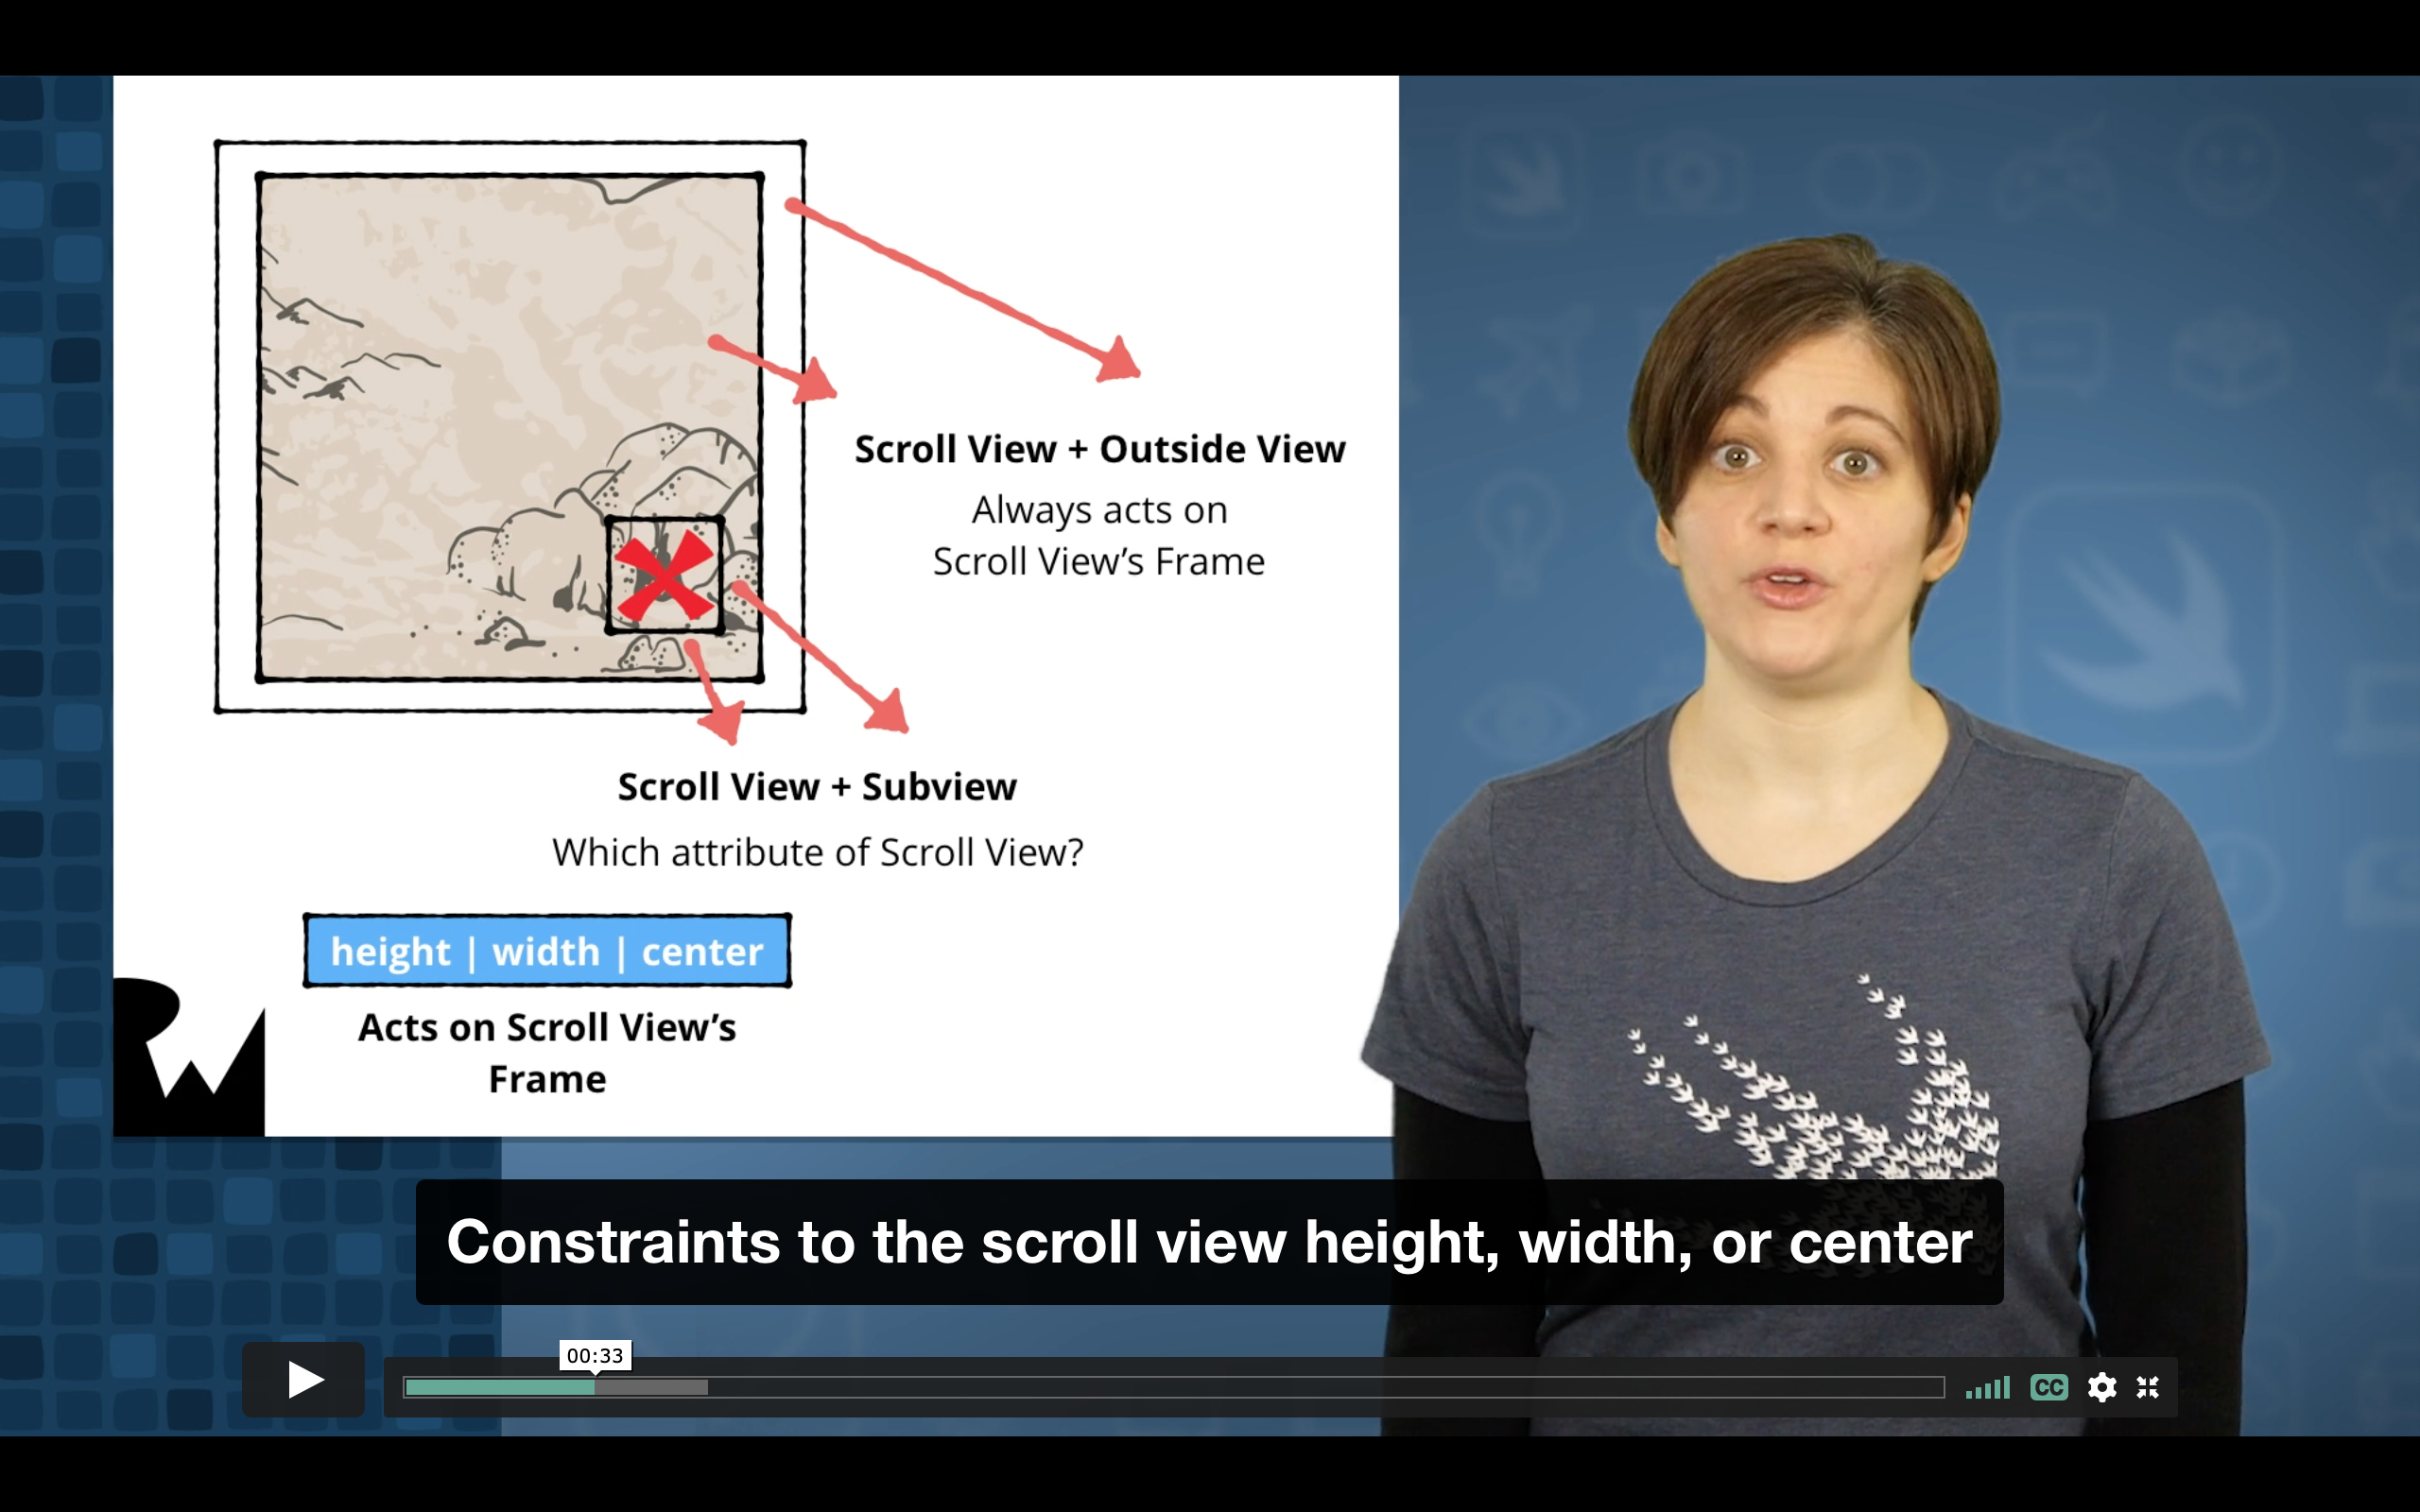 Scroll View + Outside View
Always acts on
Scroll View’s Frame
Scroll View + Subview
Which attribute of Scroll View?
height | width | center
Acts on Scroll View’s
Frame
Constraints to the scroll view height, width, or center
00:33
CC